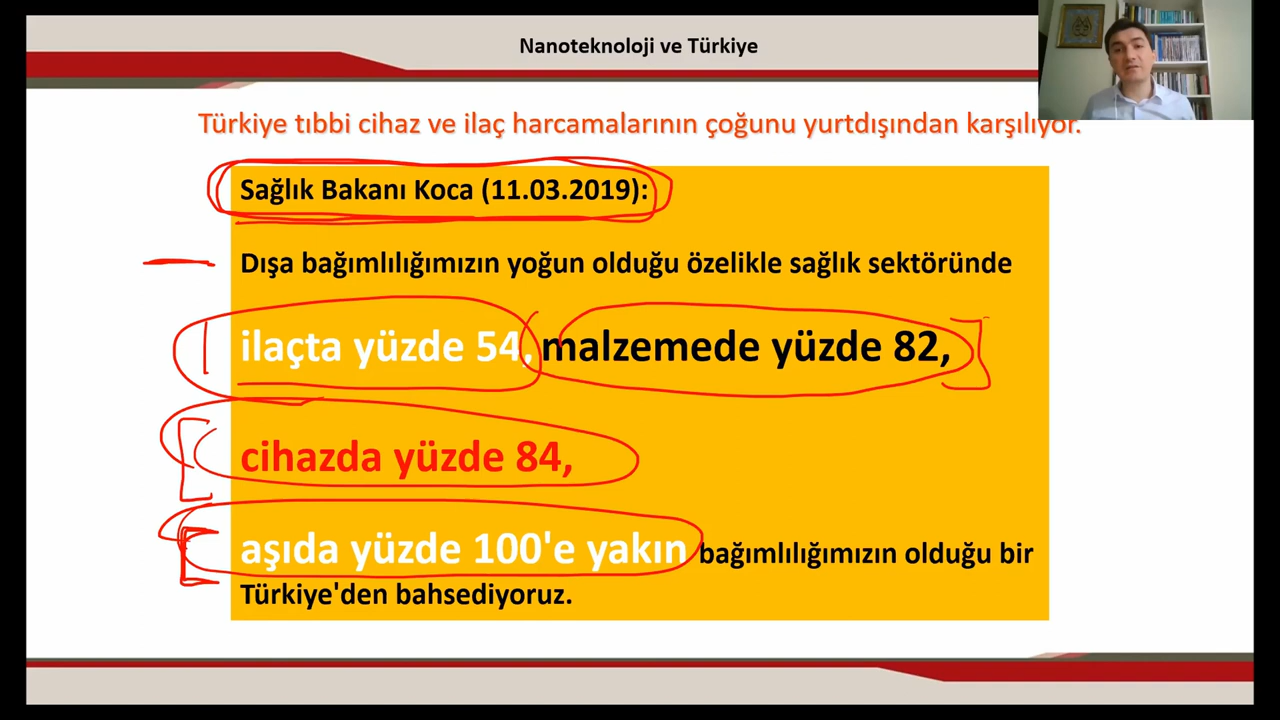 Nanoteknoloji ve Türkiye
Türkiye tıbbi cihaz ve ilaç harcamalarının çoğunu yurtdışından karşılıyor.
Sağlık Bakanı Koca (11.03.2019):
Dışa bağımlılığımızın yoğun olduğu özelikle sağlık sektöründe
ilaçta yüzde 54, malzemede yüzde 82,
cihazda yüzde 84,
aşıda yüzde 100'e yakın bağımlılığımızın olduğu bir
Türkiye'den bahsediyoruz.